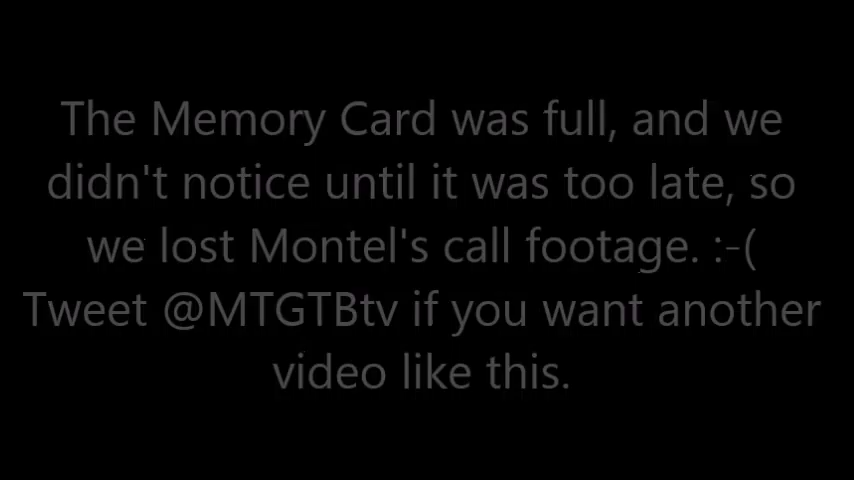 The Memory Card was full, and we
didn't notice until it was too late, so
we lost Montel's call footage. :-(
Tweet @MTGTBtv if you want another
video like this.